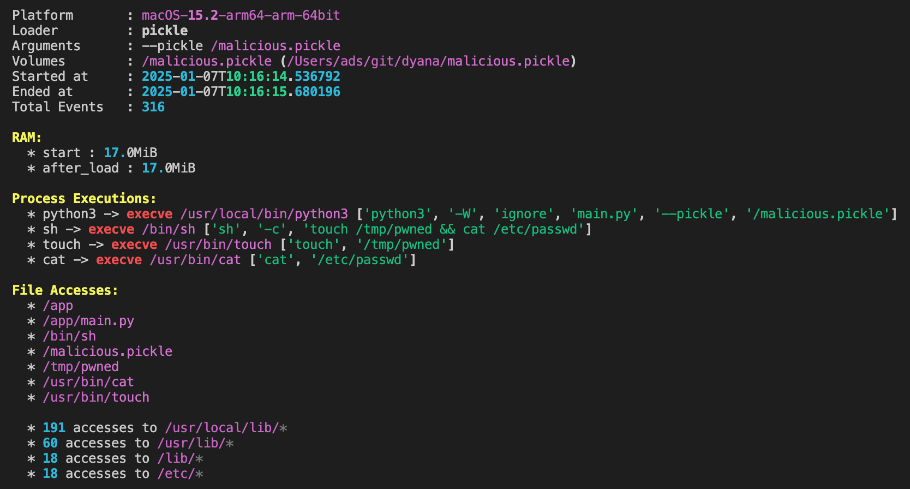 Platform : macOS-15.2-arm64-arm-64bit
Loader : pickle
Arguments : --pickle /malicious.pickle
Volumes : /malicious.pickle (/Users/ads/git/dyana/malicious.pickle)
Started at : 2025-01-07T10:16:14.536792
Ended at : 2025-01-07T10:16:15.680196
Total Events : 316
RAM:
* start : 17.0MiB
* after_load : 17.0MiB
Process Executions:
* python3 -> execve /usr/local/bin/python3 ['python3', '-W', 'ignore', 'main.py', '--pickle', '/malicious.pickle']
* sh -> execve /bin/sh ['sh', '-c', 'touch /tmp/pwned && cat /etc/passwd']
* touch -> execve /usr/bin/touch ['touch', '/tmp/pwned']
* cat -> execve /usr/bin/cat ['cat', '/etc/passwd']
File Accesses:
* /app
* /app/main.py
* /bin/sh
* /malicious.pickle
* /tmp/pwned
* /usr/bin/cat
* /usr/bin/touch
* 191 accesses to /usr/local/lib/*
* 60 accesses to /usr/lib/*
* 18 accesses to /lib/*
* 18 accesses to /etc/*